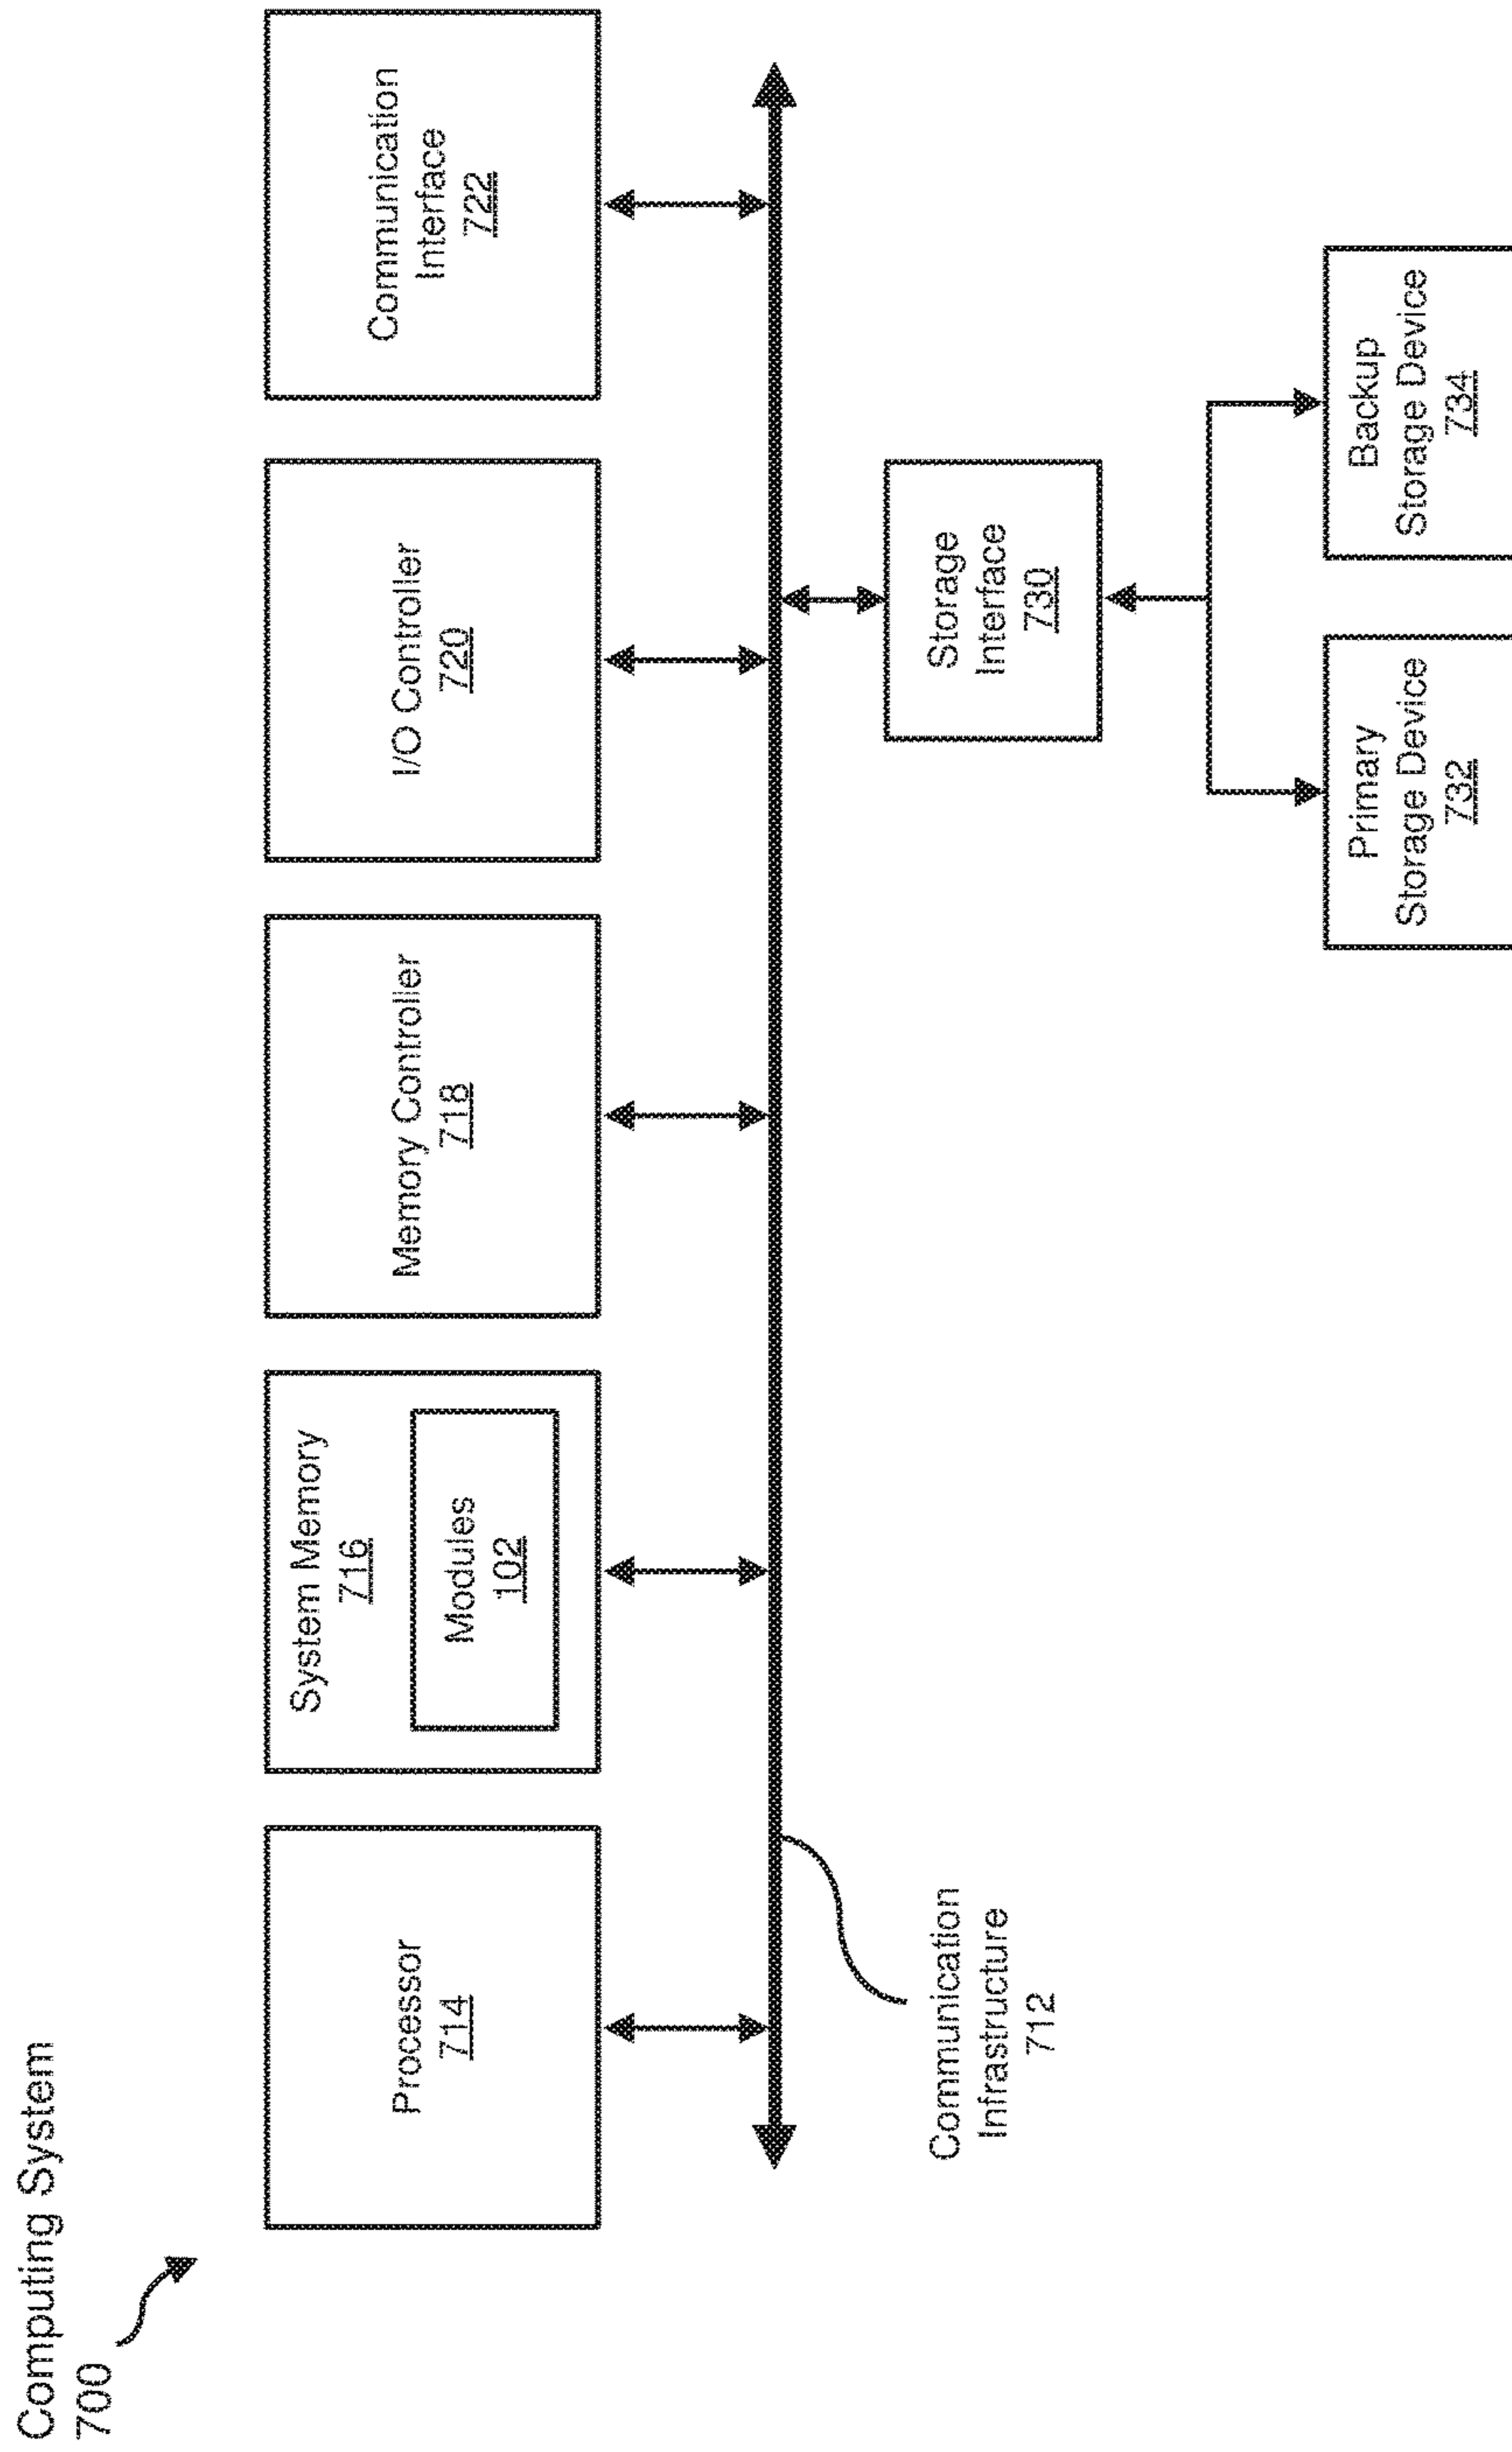 Computing System
700
Processor
714
System Memory
716
Modules
102
Memory Controller
718
I/O Controller
720
Communication
Interface
722
Communication
Infrastructure
712
Storage
Interface
730
Primary
Storage Device
732
Backup
Storage Device
734